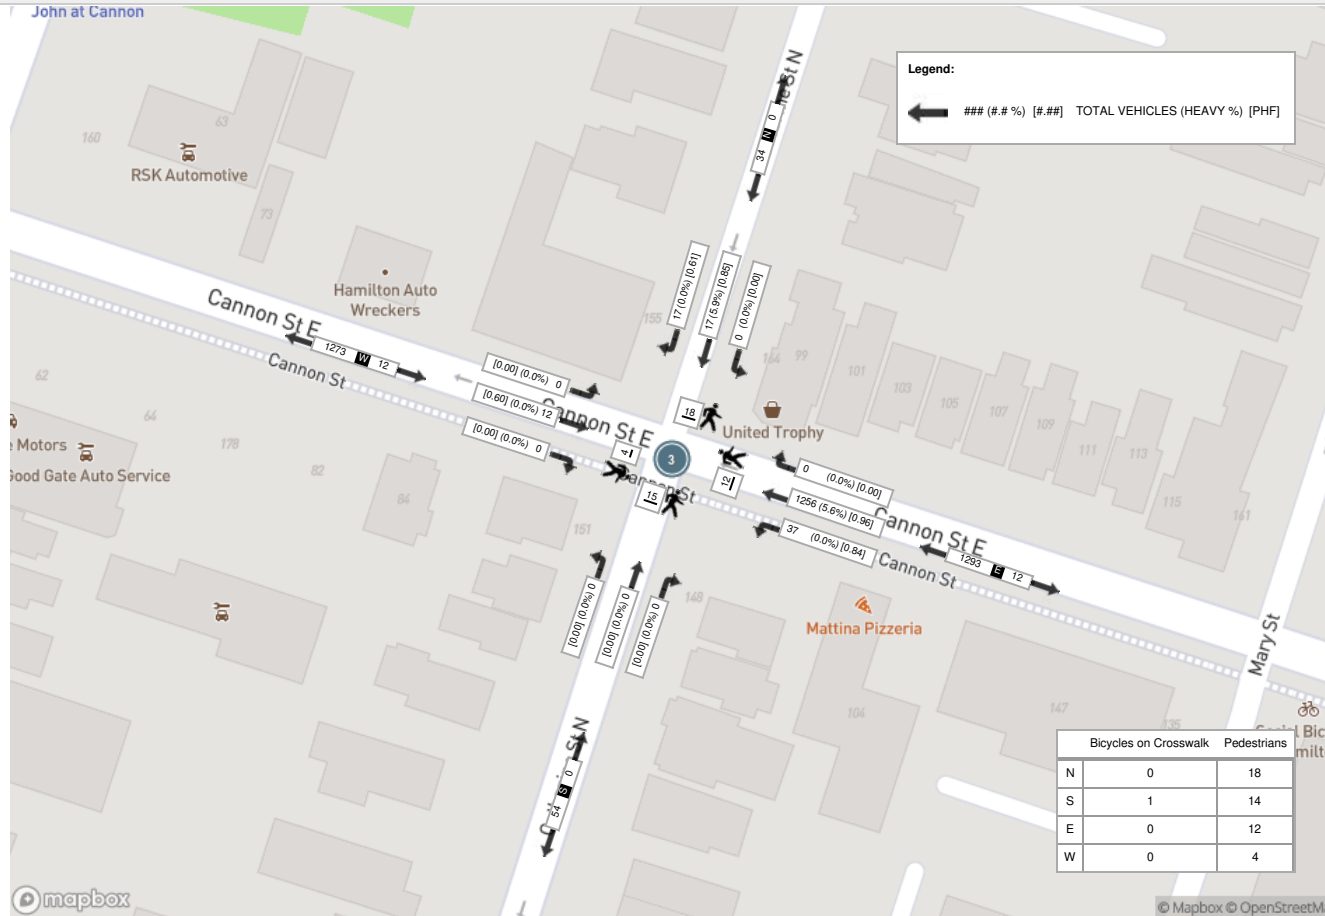 John at Cannon
Legend:
### (#.# %) [#.##] TOTAL VEHICLES (HEAVY %) [PHF]
63
160
RSK Automotive
73
34 N 0
17 (0.0%) [0.61]
17 (5.9%) [0.85]
0 (0.0%) [0.00]
Hamilton Auto
Wreckers
Cannon St E
155
164
99
101
103
105
107
109
111
113
115
161
1273 W 12
Cannon St
[0.00] (0.0%) 0
[0.60] (0.0%) 12
[0.00] (0.0%) 0
Cannon St E
18
4
3
12
15
United Trophy
62
64
178
82
84
e Motors
Good Gate Auto Service
Cannon St
0 (0.0%) [0.00]
1256 (5.6%) [0.96]
37 (0.0%) [0.84]
Cannon St E
Cannon St
1293 E 12
151
148
[0.00] (0.0%) 0
[0.00] (0.0%) 0
[0.00] (0.0%) 0
Mattina Pizzeria
Mary St
104
147
135
54 S 0
St N
Bicycles on Crosswalk Pedestrians
N 0 18
S 1 14
E 0 12
W 0 4
mapbox
© Mapbox © OpenStreetM